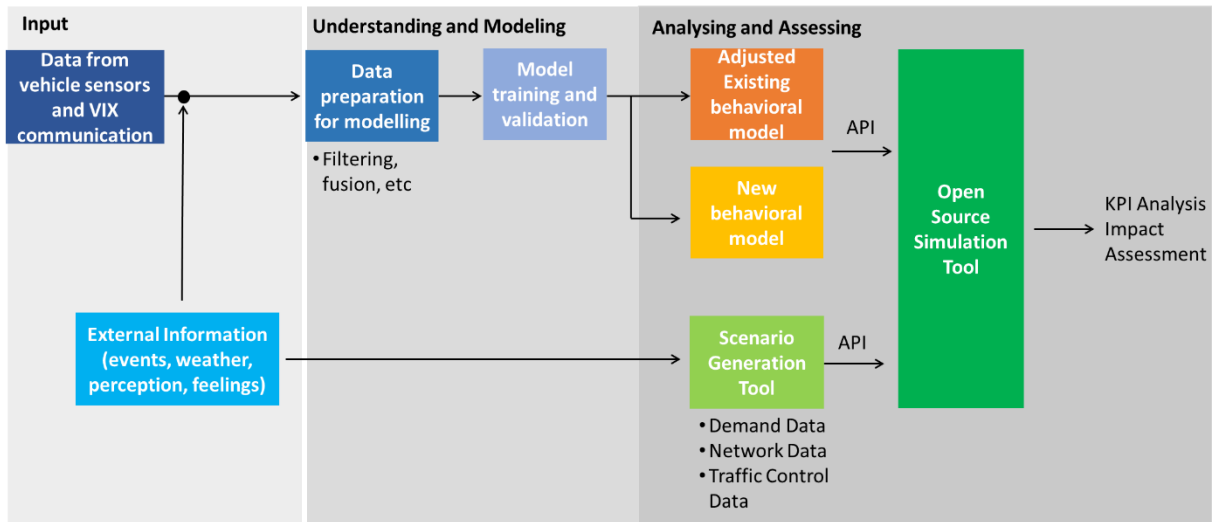 Input
Understanding and Modeling
Analysing and Assessing
Data from
vehicle sensors
and VIX
communication
Data
preparation
for modelling
• Filtering,
fusion, etc
Model
training and
validation
Adjusted
Existing
behavioral
model
API
New
behavioral
model
Open
Source
Simulation
Tool
KPI Analysis
Impact
Assessment
External Information
(events, weather,
perception, feelings)
Scenario
Generation
Tool
API
• Demand Data
• Network Data
• Traffic Control
Data